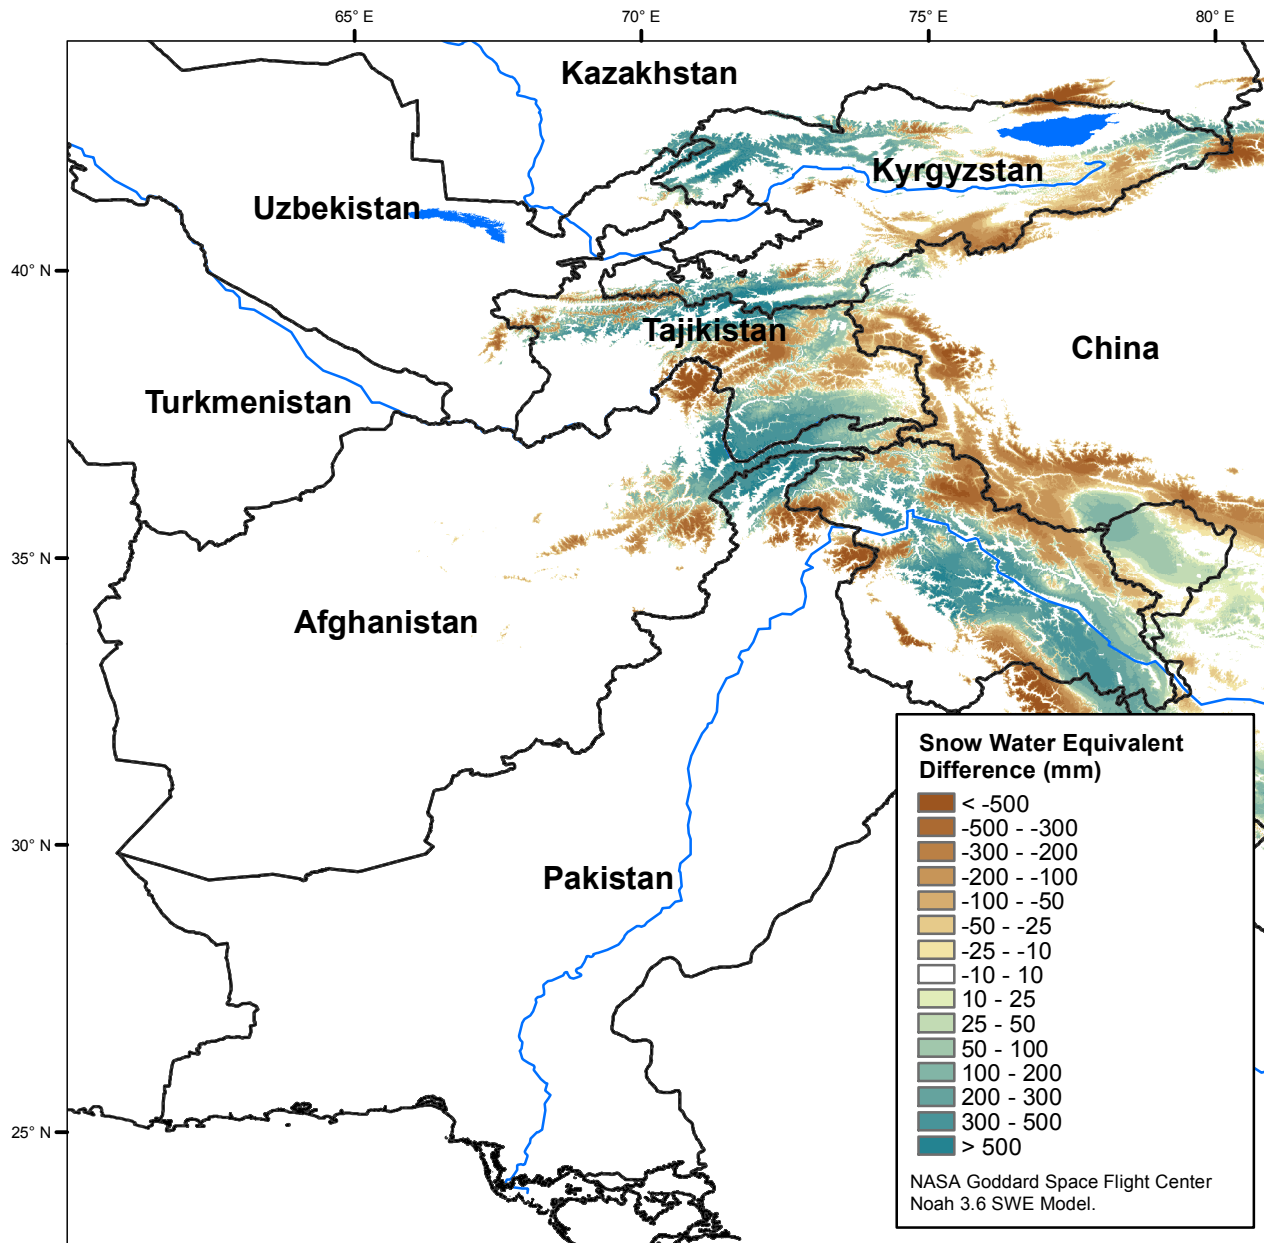 65° E
70° E
75° E
80° E
Kazakhstan
Kyrgyzstan
Uzbekistan
40° N
Tajikistan
China
Turkmenistan
35° N
Afghanistan
Snow Water Equivalent
Difference (mm)
< -500
-500 - -300
-300 - -200
-200 - -100
-100 - -50
-50 - -25
-25 - -10
-10 - 10
10 - 25
25 - 50
50 - 100
100 - 200
200 - 300
300 - 500
> 500
NASA Goddard Space Flight Center
Noah 3.6 SWE Model.
30° N
Pakistan
25° N